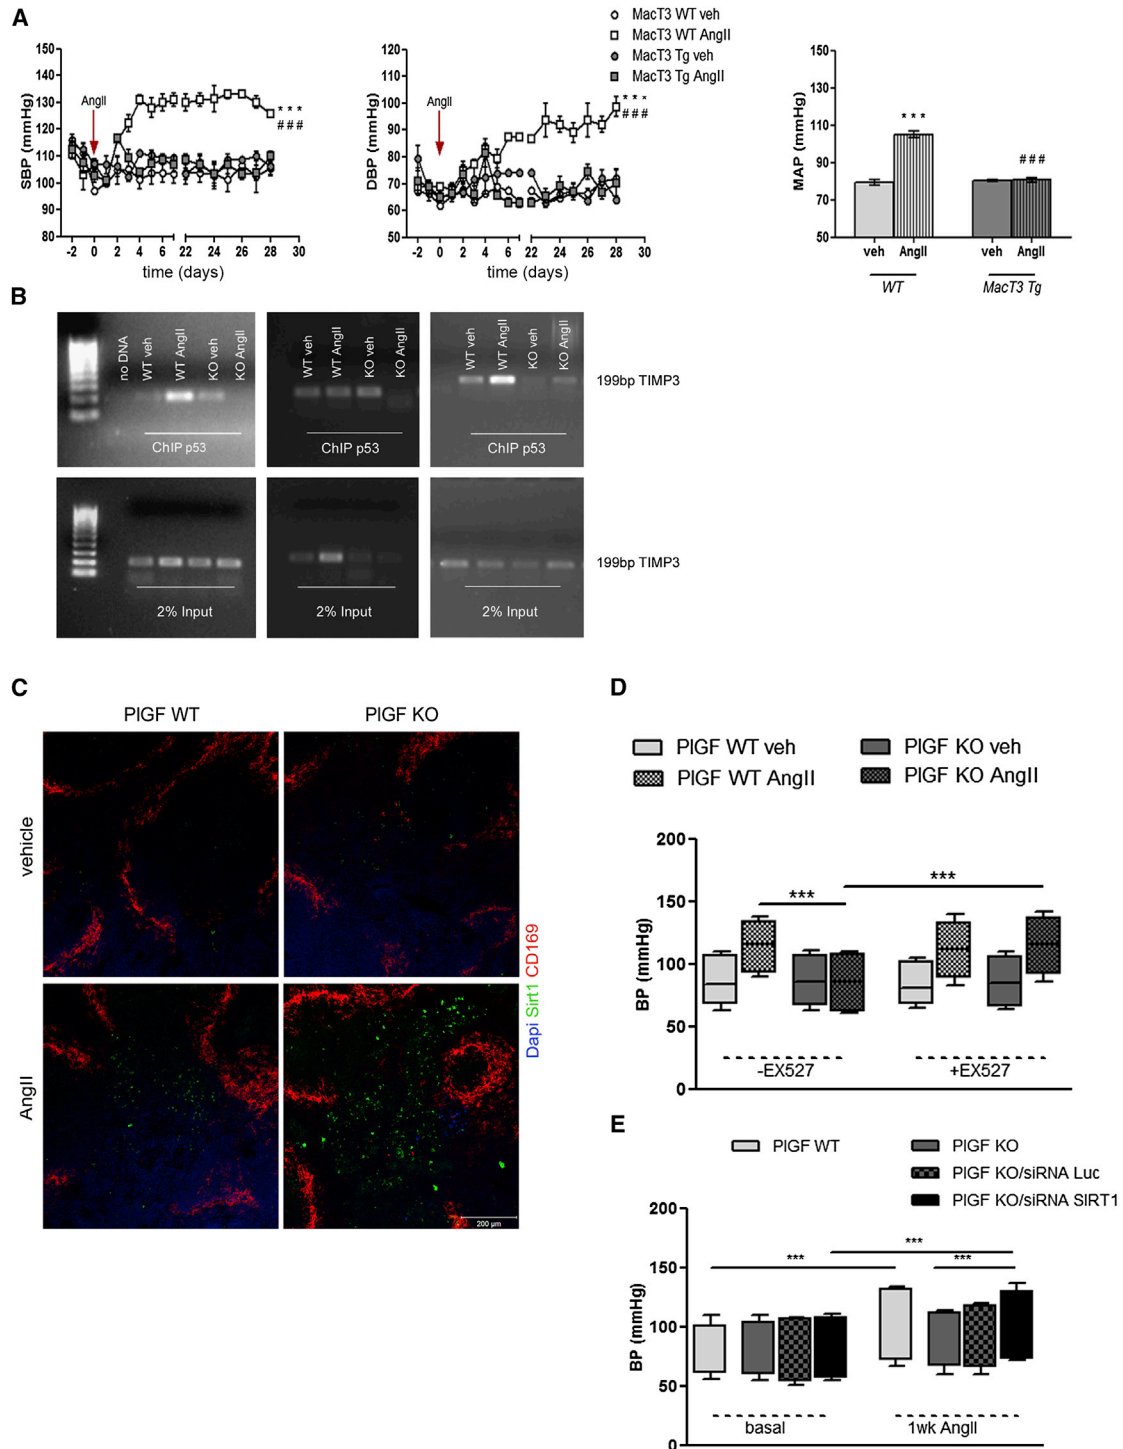 A
MacT3 WT veh
MacT3 WT AngII
MacT3 Tg veh
MacT3 Tg AngII
SBP (mmHg)
150
140
130
120
110
100
90
80
AngII
* * *
# # #
-2 0 2 4 6 22 24 26 28 30
time (days)
DBP (mmHg)
120
110
100
90
80
70
60
50
AngII
* * *
# # #
-2 0 2 4 6 22 24 26 28 30
time (days)
MAP (mmHg)
150
130
110
90
70
50
* * *
# # #
veh AngII veh AngII
WT MacT3 Tg
B
no DNA
WT veh
WT AngII
KO veh
KO AngII
ChIP p53
WT veh
WT AngII
KO veh
KO AngII
ChIP p53
WT veh
WT AngII
KO veh
KO AngII
ChIP p53
199bp TIMP3
2% Input
2% Input
2% Input
199bp TIMP3
C
PlGF WT PlGF KO
vehicle
AngII
Dapi Sirt1 CD169
200 µm
D
PlGF WT veh
PlGF KO veh
PlGF WT AngII
PlGF KO AngII
BP (mmHg)
200
150
100
50
0
***
***
-EX527 +EX527
E
PlGF WT
PlGF KO
PlGF KO/siRNA Luc
PlGF KO/siRNA SIRT1
BP (mmHg)
200
150
100
50
0
***
***
***
basal 1wk AngII